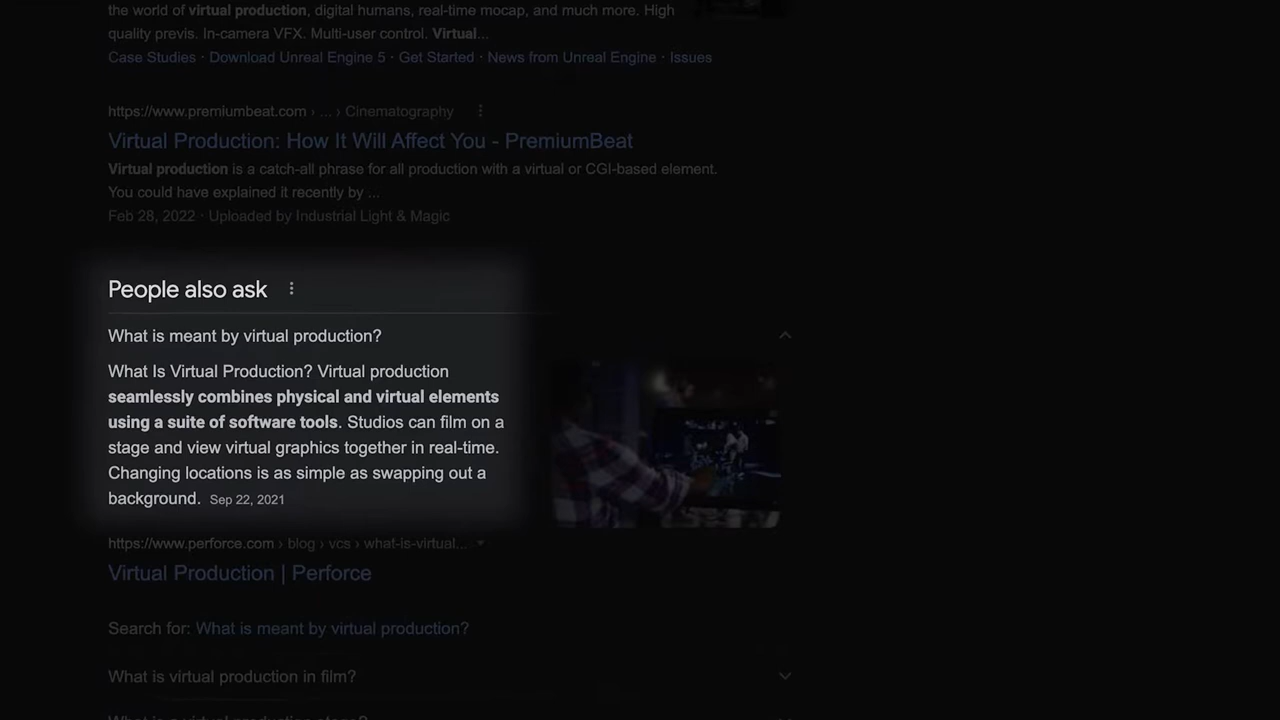 the world of virtual production, digital humans, real-time mocap, and much more. High
quality previs. In-camera VFX. Multi-user control. Virtual...
Case Studies · Download Unreal Engine 5 · Get Started · News from Unreal Engine · Issues
https://www.premiumbeat.com › ... › Cinematography
Virtual Production: How It Will Affect You - PremiumBeat
Virtual production is a catch-all phrase for all production with a virtual or CGI-based element.
You could have explained it recently by ...
Feb 28, 2022 · Uploaded by Industrial Light & Magic
People also ask
What is meant by virtual production?
What Is Virtual Production? Virtual production
seamlessly combines physical and virtual elements
using a suite of software tools. Studios can film on a
stage and view virtual graphics together in real-time.
Changing locations is as simple as swapping out a
background. Sep 22, 2021
https://www.perforce.com › blog › vcs › what-is-virtual...
Virtual Production | Perforce
Search for: What is meant by virtual production?
What is virtual production in film?
What is a virtual production stage?